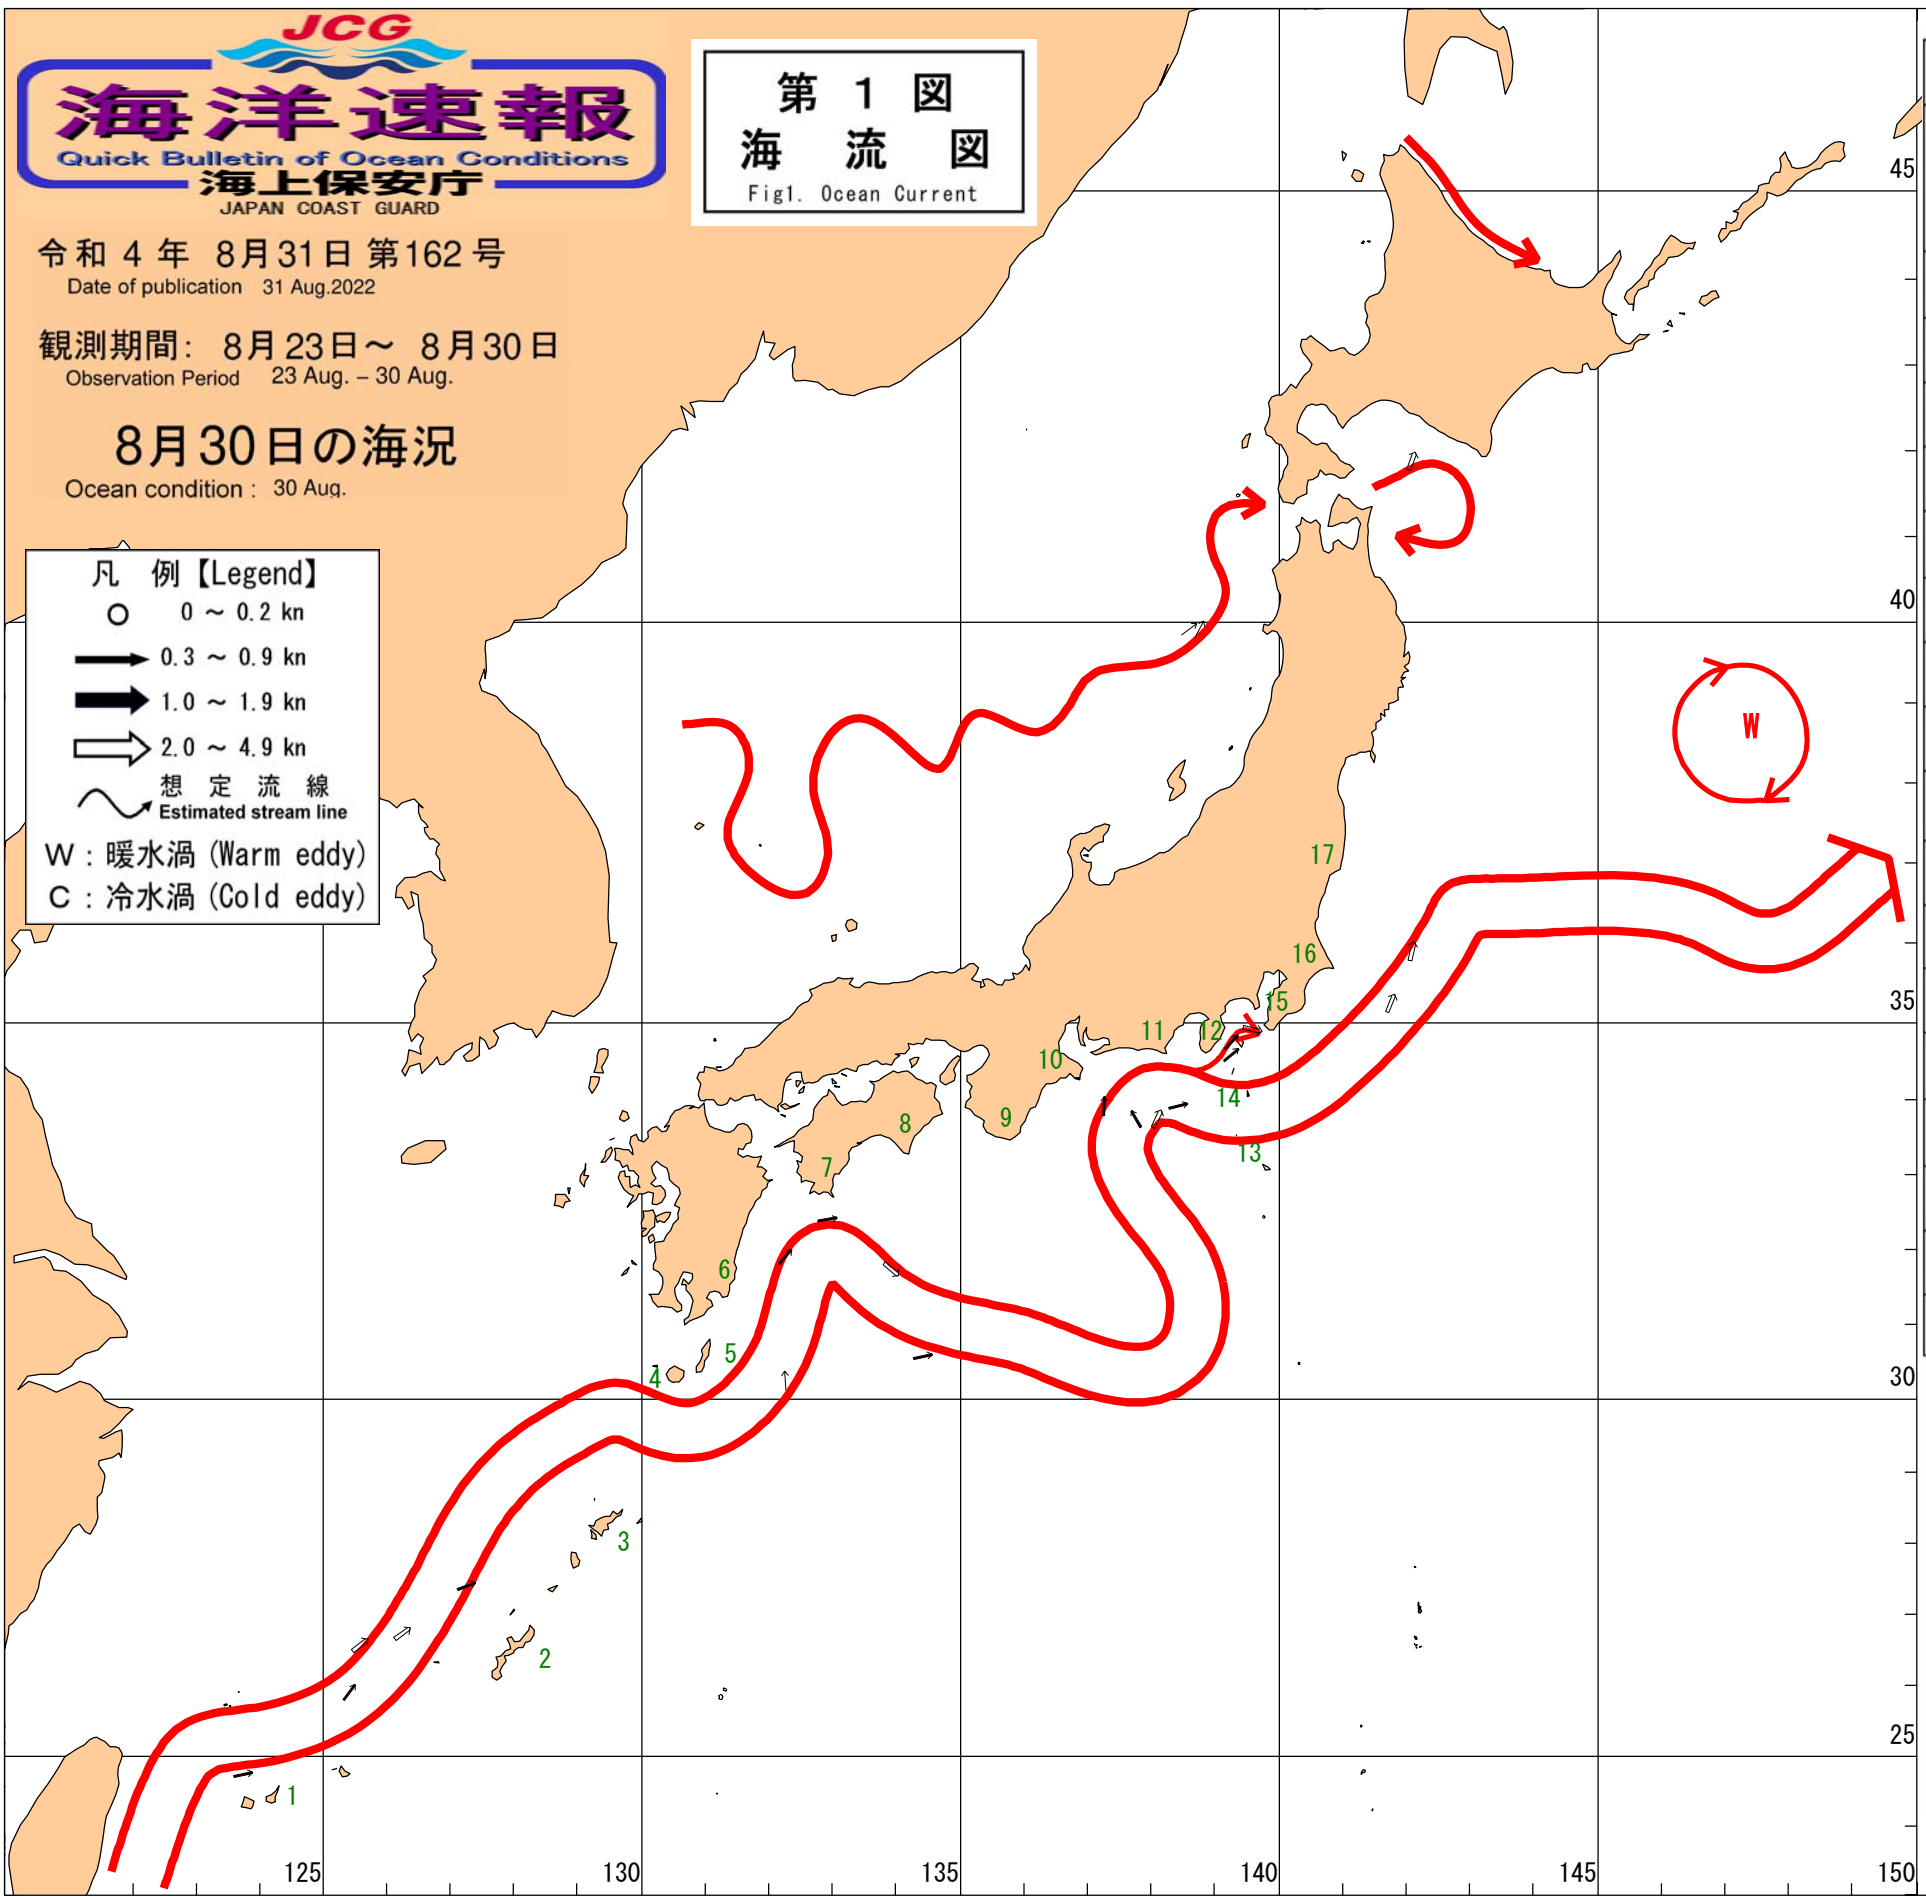 JCG
海洋速報
Quick Bulletin of Ocean Conditions
海上保安庁
JAPAN COAST GUARD
令和 4 年 8月31日 第162号
Date of publication 31 Aug.2022
観測期間: 8月23日～ 8月30日
Observation Period 23 Aug. – 30 Aug.
8月30日の海況
Ocean condition : 30 Aug.
第 1 図
海 流 図
Fig1. Ocean Current
凡 例【Legend】
0 ～ 0.2 kn
0.3 ～ 0.9 kn
1.0 ～ 1.9 kn
2.0 ～ 4.9 kn
想 定 流 線
Estimated stream line
W : 暖水渦 (Warm eddy)
C : 冷水渦 (Cold eddy)
45
40
W
17
16
35
15
12
11
10
14
9
8
13
7
6
5
4
30
3
2
25
1
125
130
135
140
145
150